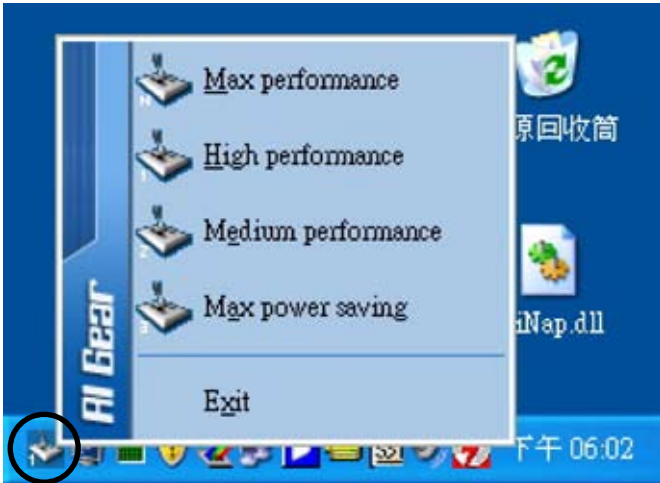 Max performance
High performance
Medium performance
Max power saving
Exit
AI Gear
原回收筒
iNap.dll
下午 06:02